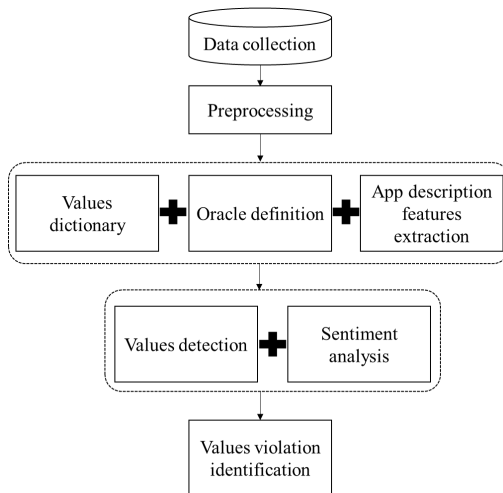 Data collection
Preprocessing
Values
dictionary
Oracle definition
App description
features
extraction
Values detection
Sentiment
analysis
Values violation
identification